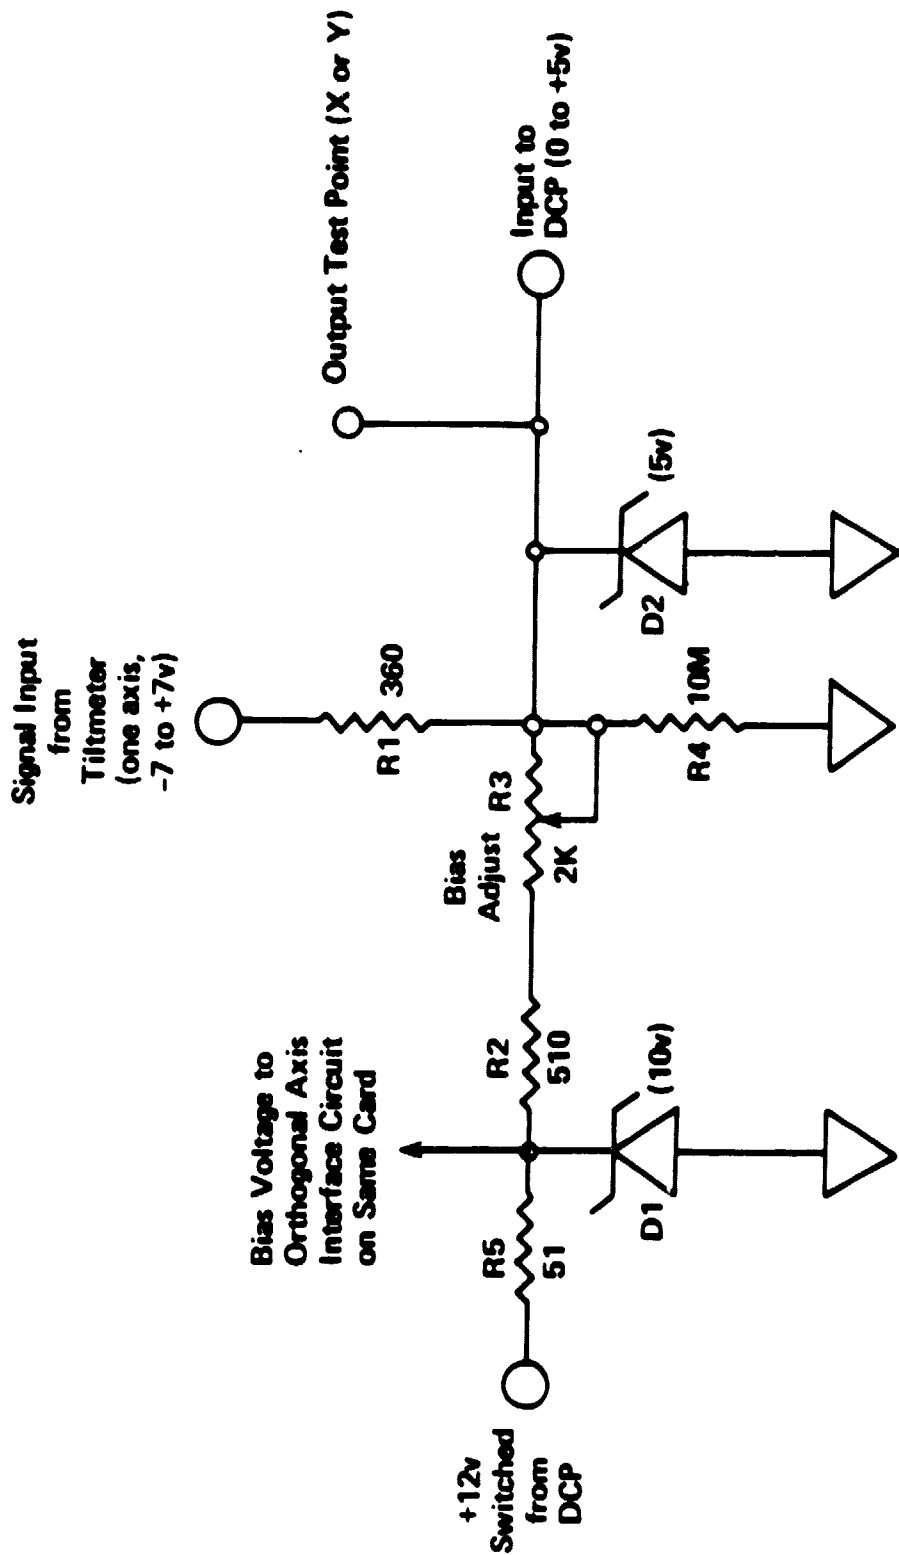 +12v
Switched
from
DCP
R5
51
Bias Voltage to
Orthogonal Axis
Interface Circuit
on Same Card
D1
(10v)
R2
510
Bias
Adjust
R3
2K
Signal Input
from
Tiltmeter
(one axis,
-7 to +7v)
R1
360
R4
10M
D2
(5v)
Output Test Point (X or Y)
Input to
DCP (0 to +5v)